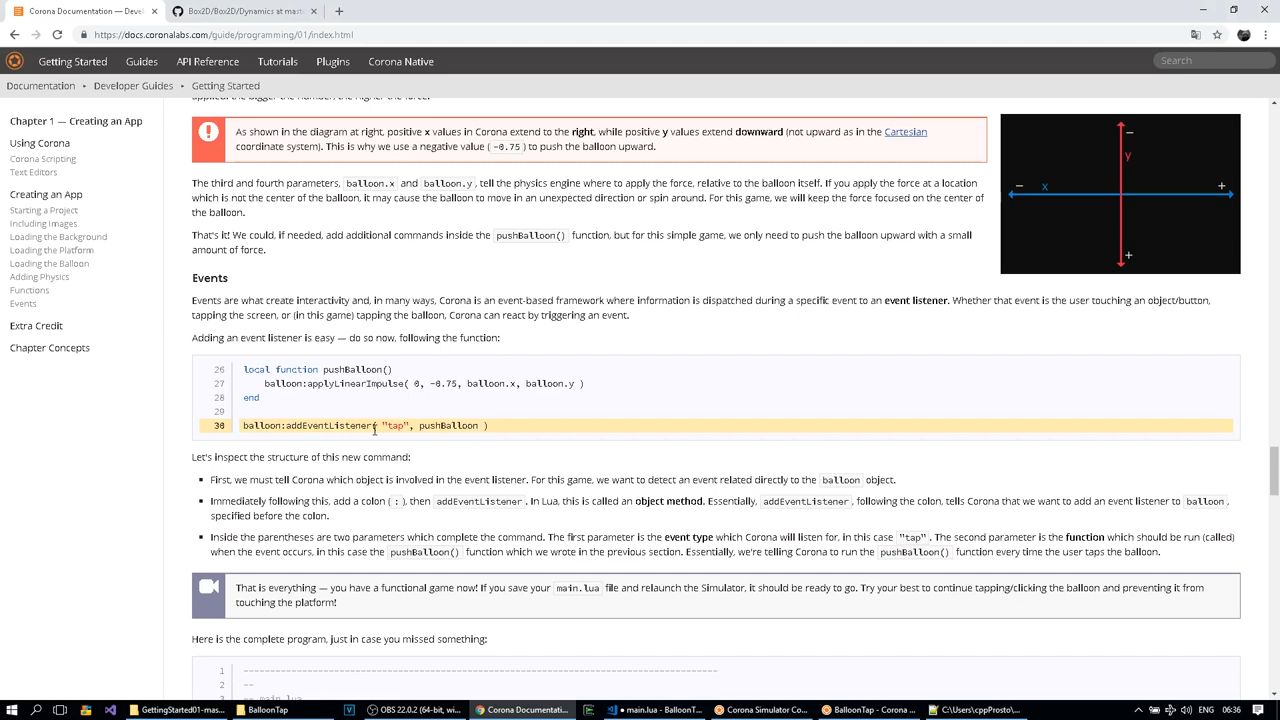 Corona Documentation — Devel
Box2D/Box2D/Dynamics at maste
https://docs.coronalabs.com/guide/programming/01/index.html
Getting Started
Guides
API Reference
Tutorials
Plugins
Corona Native
Search
Documentation ▸ Developer Guides ▸ Getting Started
Chapter 1 — Creating an App
Using Corona
Corona Scripting
Text Editors
Creating an App
Starting a Project
Including Images
Loading the Background
Loading the Platform
Loading the Balloon
Adding Physics
Functions
Events
Extra Credit
Chapter Concepts
applied: the bigger the number, the higher the force.
As shown in the diagram at right, positive x values in Corona extend to the right, while positive y values extend downward (not upward as in the Cartesian
coordinate system). This is why we use a negative value (-0.75) to push the balloon upward.
The third and fourth parameters, balloon.x and balloon.y, tell the physics engine where to apply the force, relative to the balloon itself. If you apply the force at a location
which is not the center of the balloon, it may cause the balloon to move in an unexpected direction or spin around. For this game, we will keep the force focused on the center of
the balloon.
That's it! We could, if needed, add additional commands inside the pushBalloon() function, but for this simple game, we only need to push the balloon upward with a small
amount of force.
−
y
− x +
+
Events
Events are what create interactivity and, in many ways, Corona is an event-based framework where information is dispatched during a specific event to an event listener. Whether that event is the user touching an object/button,
tapping the screen, or (in this game) tapping the balloon, Corona can react by triggering an event.
Adding an event listener is easy — do so now, following the function:
26 local function pushBalloon()
27 balloon:applyLinearImpulse( 0, -0.75, balloon.x, balloon.y )
28 end
29
30 balloon:addEventListener( "tap", pushBalloon )
Let's inspect the structure of this new command:
▪ First, we must tell Corona which object is involved in the event listener. For this game, we want to detect an event related directly to the balloon object.
▪ Immediately following this, add a colon (:), then addEventListener. In Lua, this is called an object method. Essentially, addEventListener, following the colon, tells Corona that we want to add an event listener to balloon,
specified before the colon.
▪ Inside the parentheses are two parameters which complete the command. The first parameter is the event type which Corona will listen for, in this case "tap". The second parameter is the function which should be run (called)
when the event occurs, in this case the pushBalloon() function which we wrote in the previous section. Essentially, we're telling Corona to run the pushBalloon() function every time the user taps the balloon.
That is everything — you have a functional game now! If you save your main.lua file and relaunch the Simulator, it should be ready to go. Try your best to continue tapping/clicking the balloon and preventing it from
touching the platform!
Here is the complete program, just in case you missed something:
1 ----------------------------------------------------------------------------------------
2 --
3 -- main.lua
GettingStarted01-mas...
BalloonTap
OBS 22.0.2 (64-bit, wi...
Corona Documentati...
● main.lua - BalloonT...
Corona Simulator Co...
BalloonTap - Corona ...
C:\Users\cppProsto\...
ENG
06:36